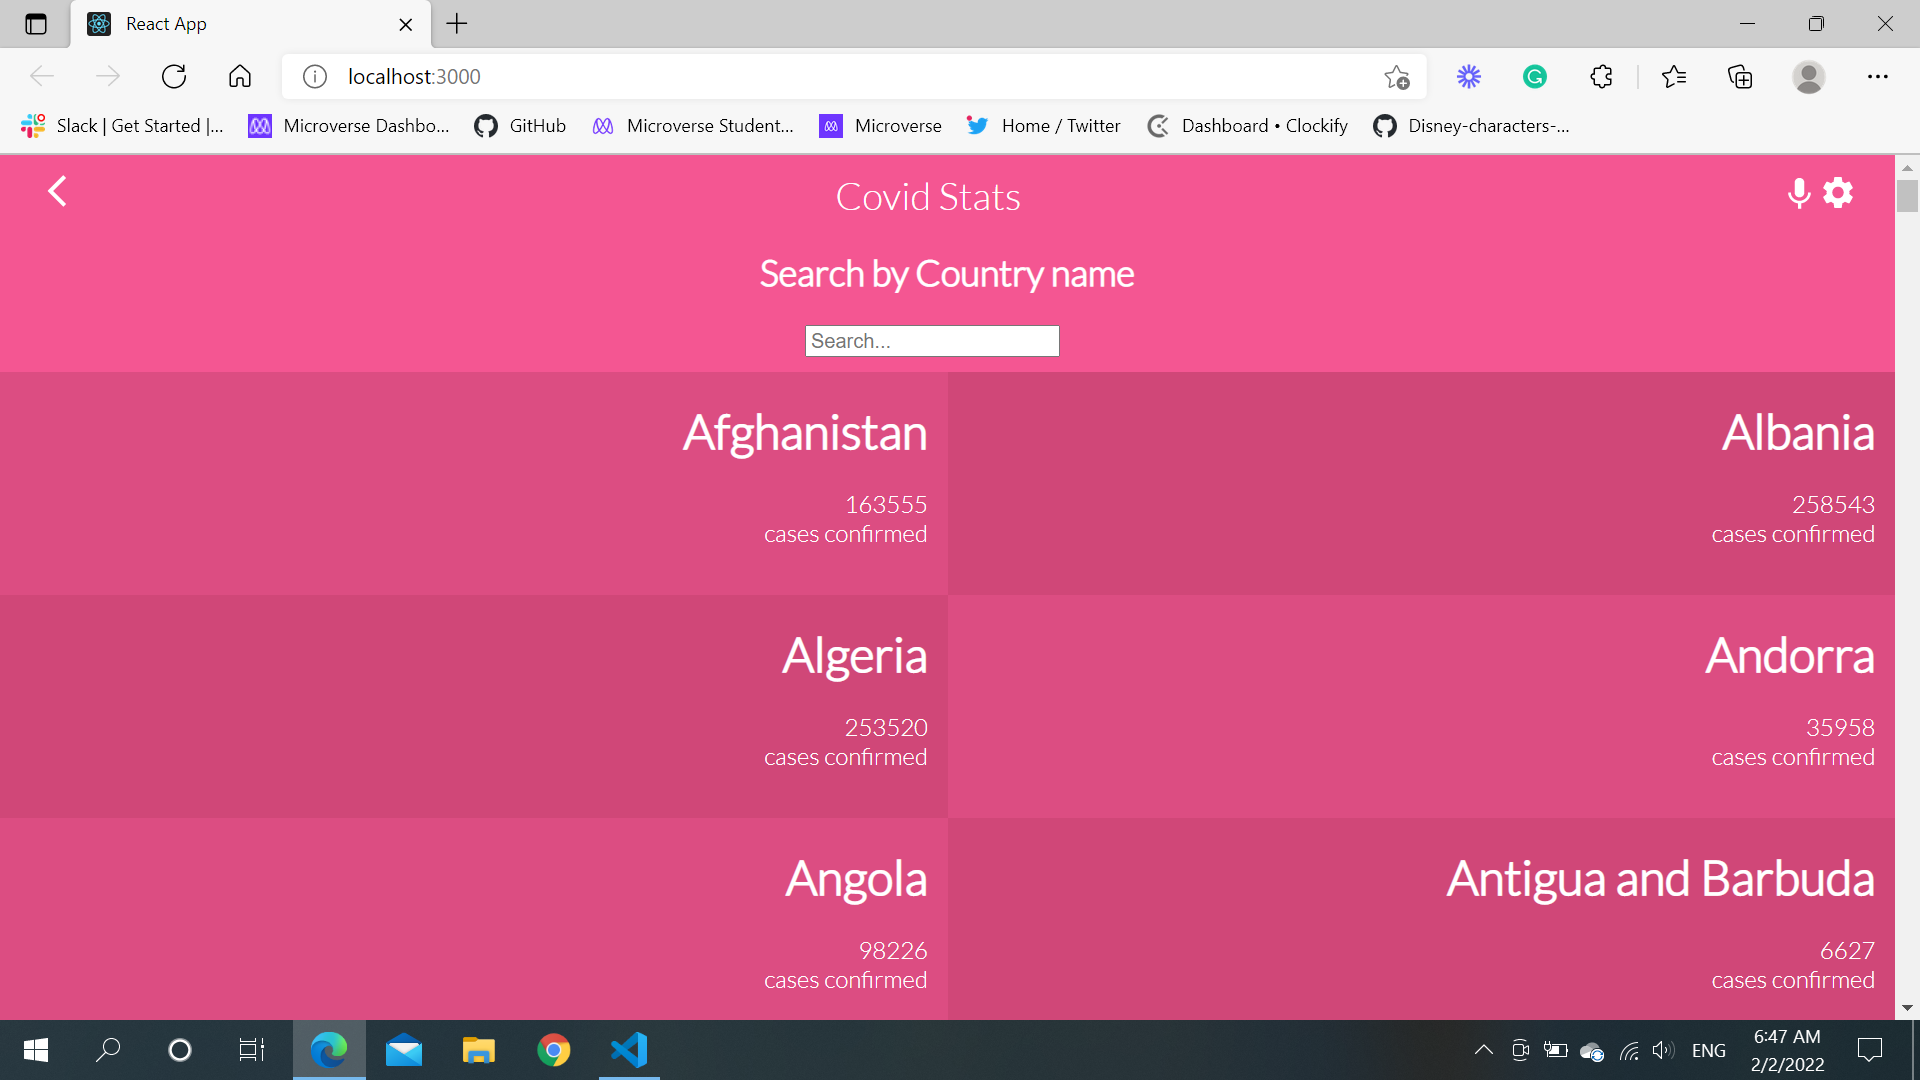 React App
localhost:3000
Slack | Get Started |...
Microverse Dashbo...
GitHub
Microverse Student...
Microverse
Home / Twitter
Dashboard • Clockify
Disney-characters-...
Covid Stats
Search by Country name
Search...
Afghanistan
163555
cases confirmed
Albania
258543
cases confirmed
Algeria
253520
cases confirmed
Andorra
35958
cases confirmed
Angola
98226
cases confirmed
Antigua and Barbuda
6627
cases confirmed
ENG
6:47 AM
2/2/2022